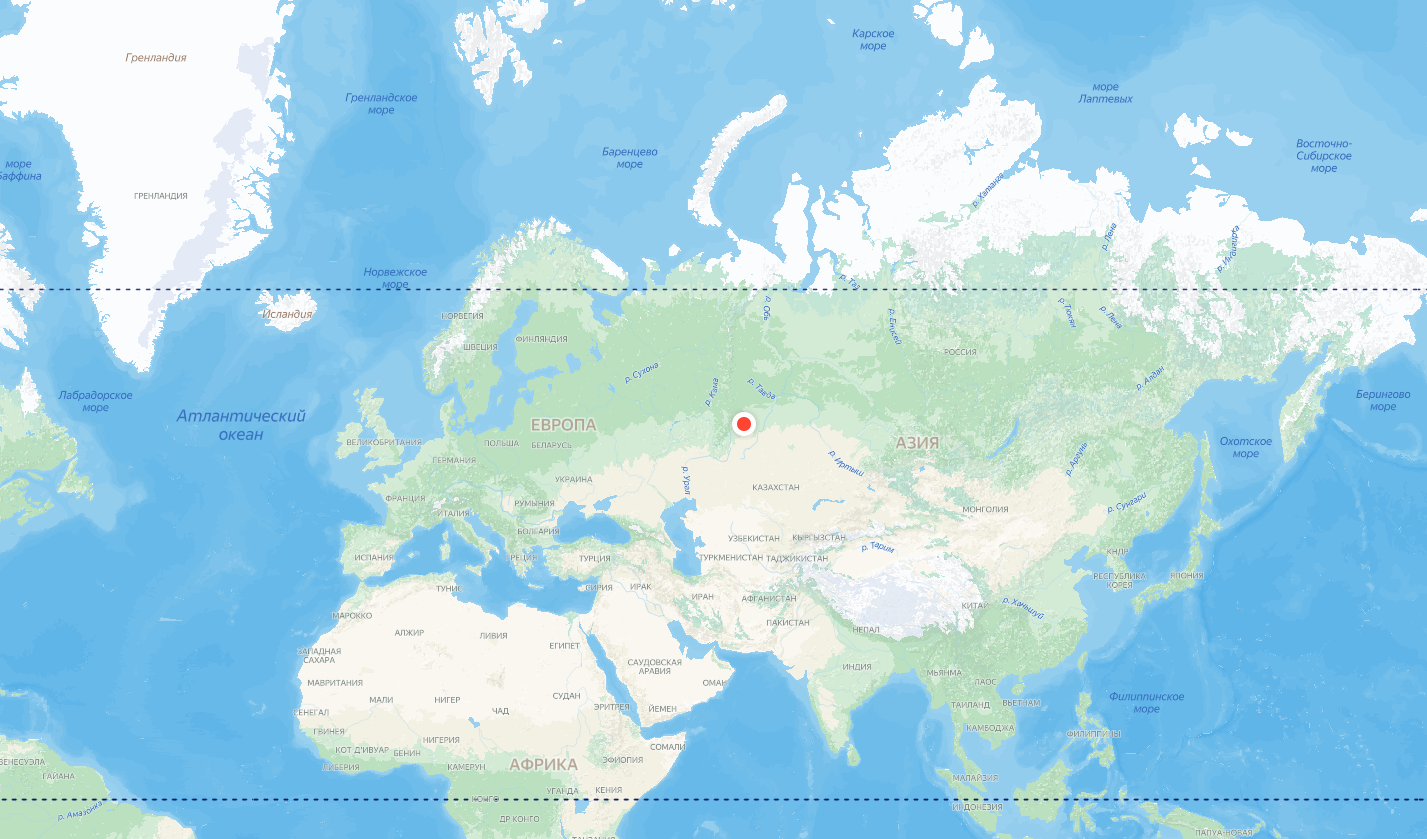 Гренландия
Карское
море
Гренландское
море
море
Лаптевых
Баренцево
море
Восточно-
Сибирское
море
море
Баффина
ГРЕНЛАНДИЯ
р. Хатанга
р. Лена
р. Индигирка
Норвежское
море
р. Таз
р. Обь
Исландия
НОРВЕГИЯ
р. Енисей
р. Тюкян
р. Лена
ШВЕЦИЯ
ФИНЛЯНДИЯ
РОССИЯ
р. Сухона
р. Кама
р. Тавда
р. Алдан
Лабрадорское
море
Берингово
море
Атлантический
океан
ЕВРОПА
АЗИЯ
ВЕЛИКОБРИТАНИЯ
ПОЛЬША
БЕЛАРУСЬ
Охотское
море
ГЕРМАНИЯ
р. Иртыш
р. Аргунь
УКРАИНА
р. Урал
КАЗАХСТАН
ФРАНЦИЯ
РУМЫНИЯ
ИТАЛИЯ
МОНГОЛИЯ
р. Сунгари
БОЛГАРИЯ
УЗБЕКИСТАН
КЫРГЫЗСТАН
ИСПАНИЯ
ГРЕЦИЯ
ТУРЦИЯ
ТУРКМЕНИСТАН
ТАДЖИКИСТАН
р. Тарим
КНДР
РЕСПУБЛИКА
КОРЕЯ
ЯПОНИЯ
ТУНИС
СИРИЯ
ИРАК
ИРАН
АФГАНИСТАН
КИТАЙ
р. Ханьшуй
МАРОККО
ПАКИСТАН
НЕПАЛ
АЛЖИР
ЛИВИЯ
ЕГИПЕТ
ЗАПАДНАЯ
САХАРА
САУДОВСКАЯ
АРАВИЯ
ИНДИЯ
МЬЯНМА
МАВРИТАНИЯ
ОМАН
ЛАОС
МАЛИ
НИГЕР
СУДАН
ЧАД
ЭРИТРЕЯ
ЙЕМЕН
ТАИЛАНД
ВЬЕТНАМ
Филиппинское
море
СЕНЕГАЛ
ГВИНЕЯ
КАМБОДЖА
ФИЛИППИНЫ
НИГЕРИЯ
КОТ Д'ИВУАР
БЕНИН
СОМАЛИ
ЭФИОПИЯ
ЛИБЕРИЯ
КАМЕРУН
АФРИКА
ВЕНЕСУЭЛА
ГАЙАНА
МАЛАЙЗИЯ
УГАНДА
КЕНИЯ
КОНГО
ИНДОНЕЗИЯ
р. Амазонка
ДР КОНГО
ТАНЗАНИЯ
ПАПУА-НОВАЯ